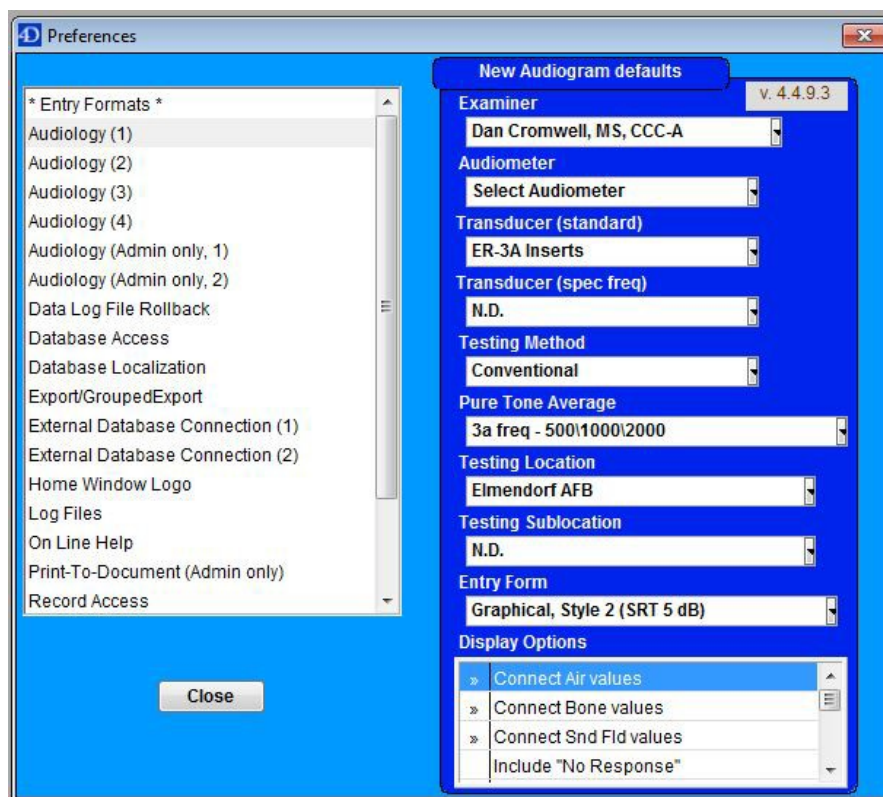 4D Preferences
* Entry Formats *
Audiology (1)
Audiology (2)
Audiology (3)
Audiology (4)
Audiology (Admin only, 1)
Audiology (Admin only, 2)
Data Log File Rollback
Database Access
Database Localization
Export/GroupedExport
External Database Connection (1)
External Database Connection (2)
Home Window Logo
Log Files
On Line Help
Print-To-Document (Admin only)
Record Access
Close
New Audiogram defaults
v. 4.4.9.3
Examiner
Dan Cromwell, MS, CCC-A
Audiometer
Select Audiometer
Transducer (standard)
ER-3A Inserts
Transducer (spec freq)
N.D.
Testing Method
Conventional
Pure Tone Average
3a freq - 500\1000\2000
Testing Location
Elmendorf AFB
Testing Sublocation
N.D.
Entry Form
Graphical, Style 2 (SRT 5 dB)
Display Options
» Connect Air values
» Connect Bone values
» Connect Snd Fld values
Include "No Response"